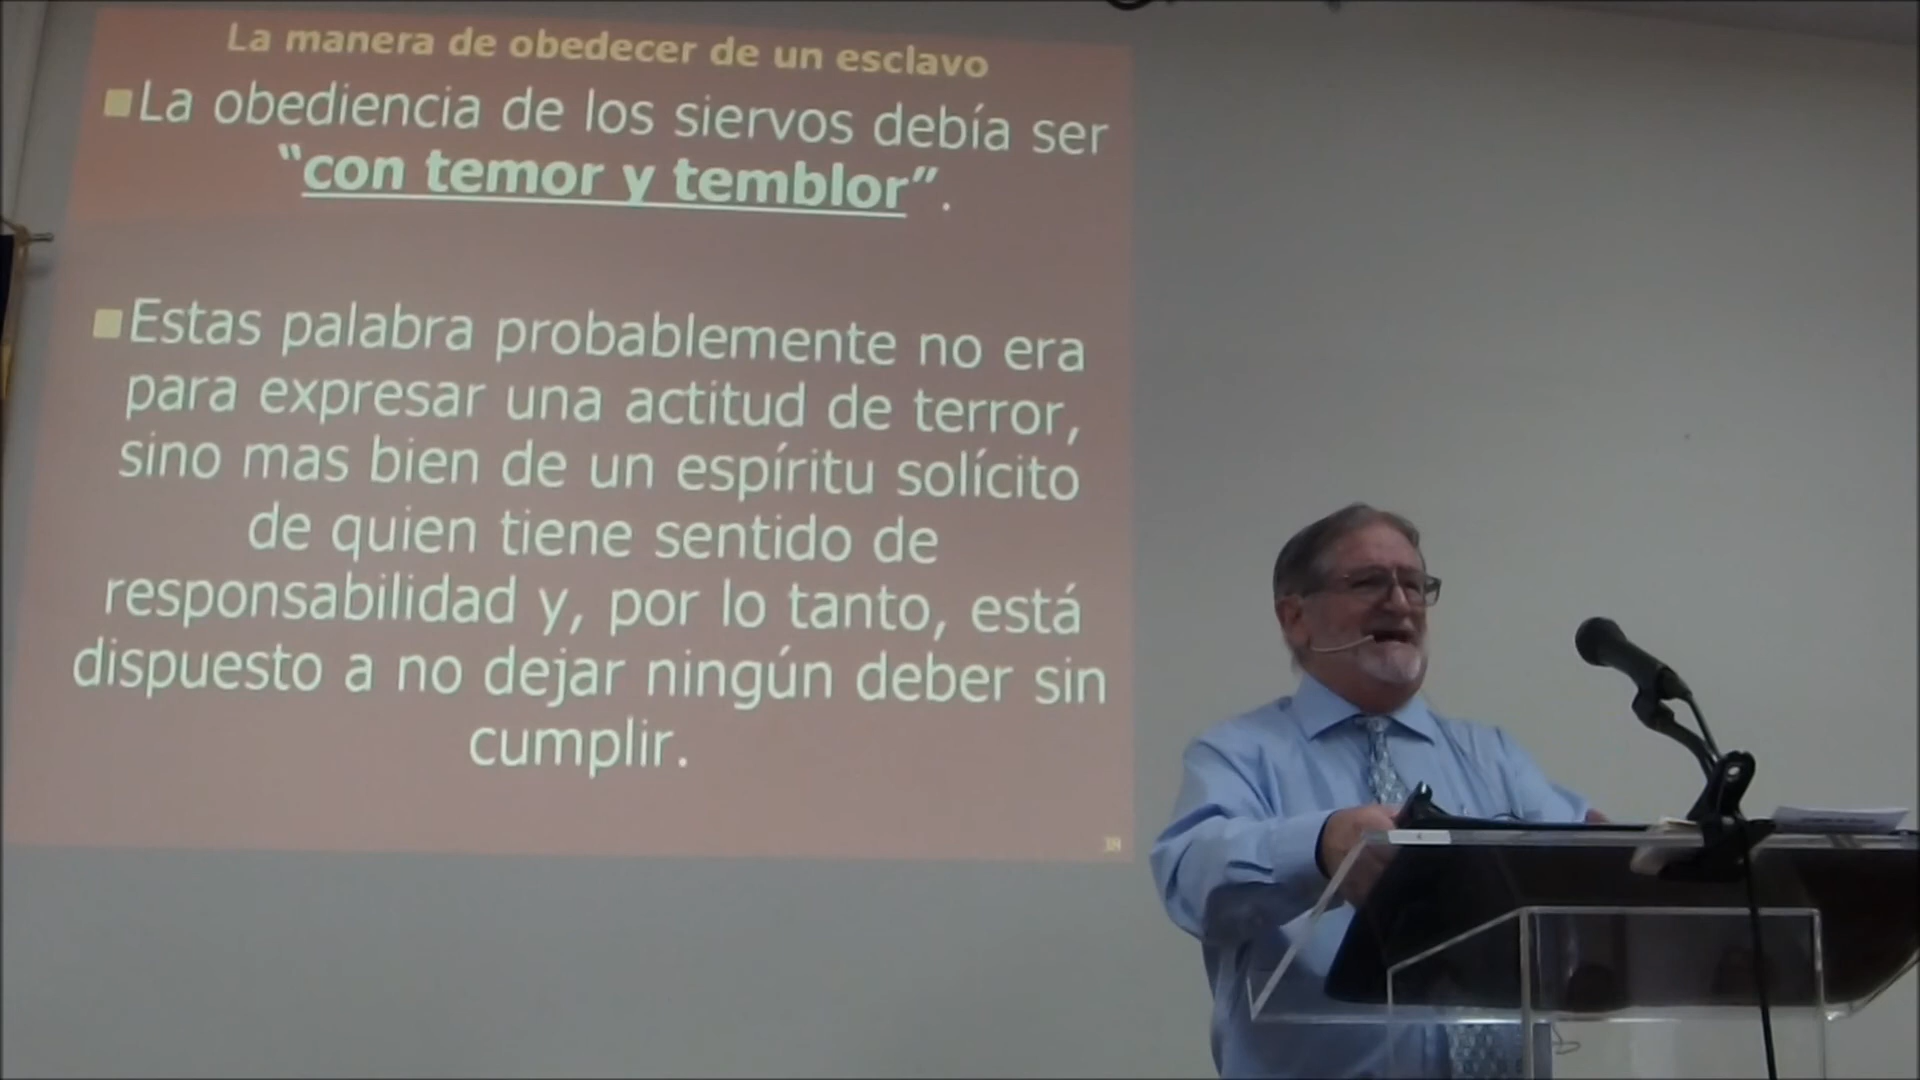 La manera de obedecer de un esclavo
La obediencia de los siervos debía ser
“con temor y temblor”.
Estas palabra probablemente no era
para expresar una actitud de terror,
sino mas bien de un espíritu solícito
de quien tiene sentido de
responsabilidad y, por lo tanto, está
dispuesto a no dejar ningún deber sin
cumplir.